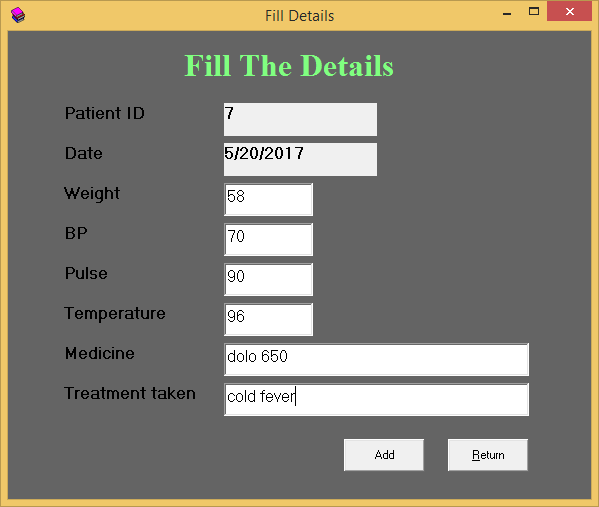 Fill Details
Fill The Details
Patient ID 7
Date 5/20/2017
Weight 58
BP 70
Pulse 90
Temperature 96
Medicine dolo 650
Treatment taken cold fever
Add Return